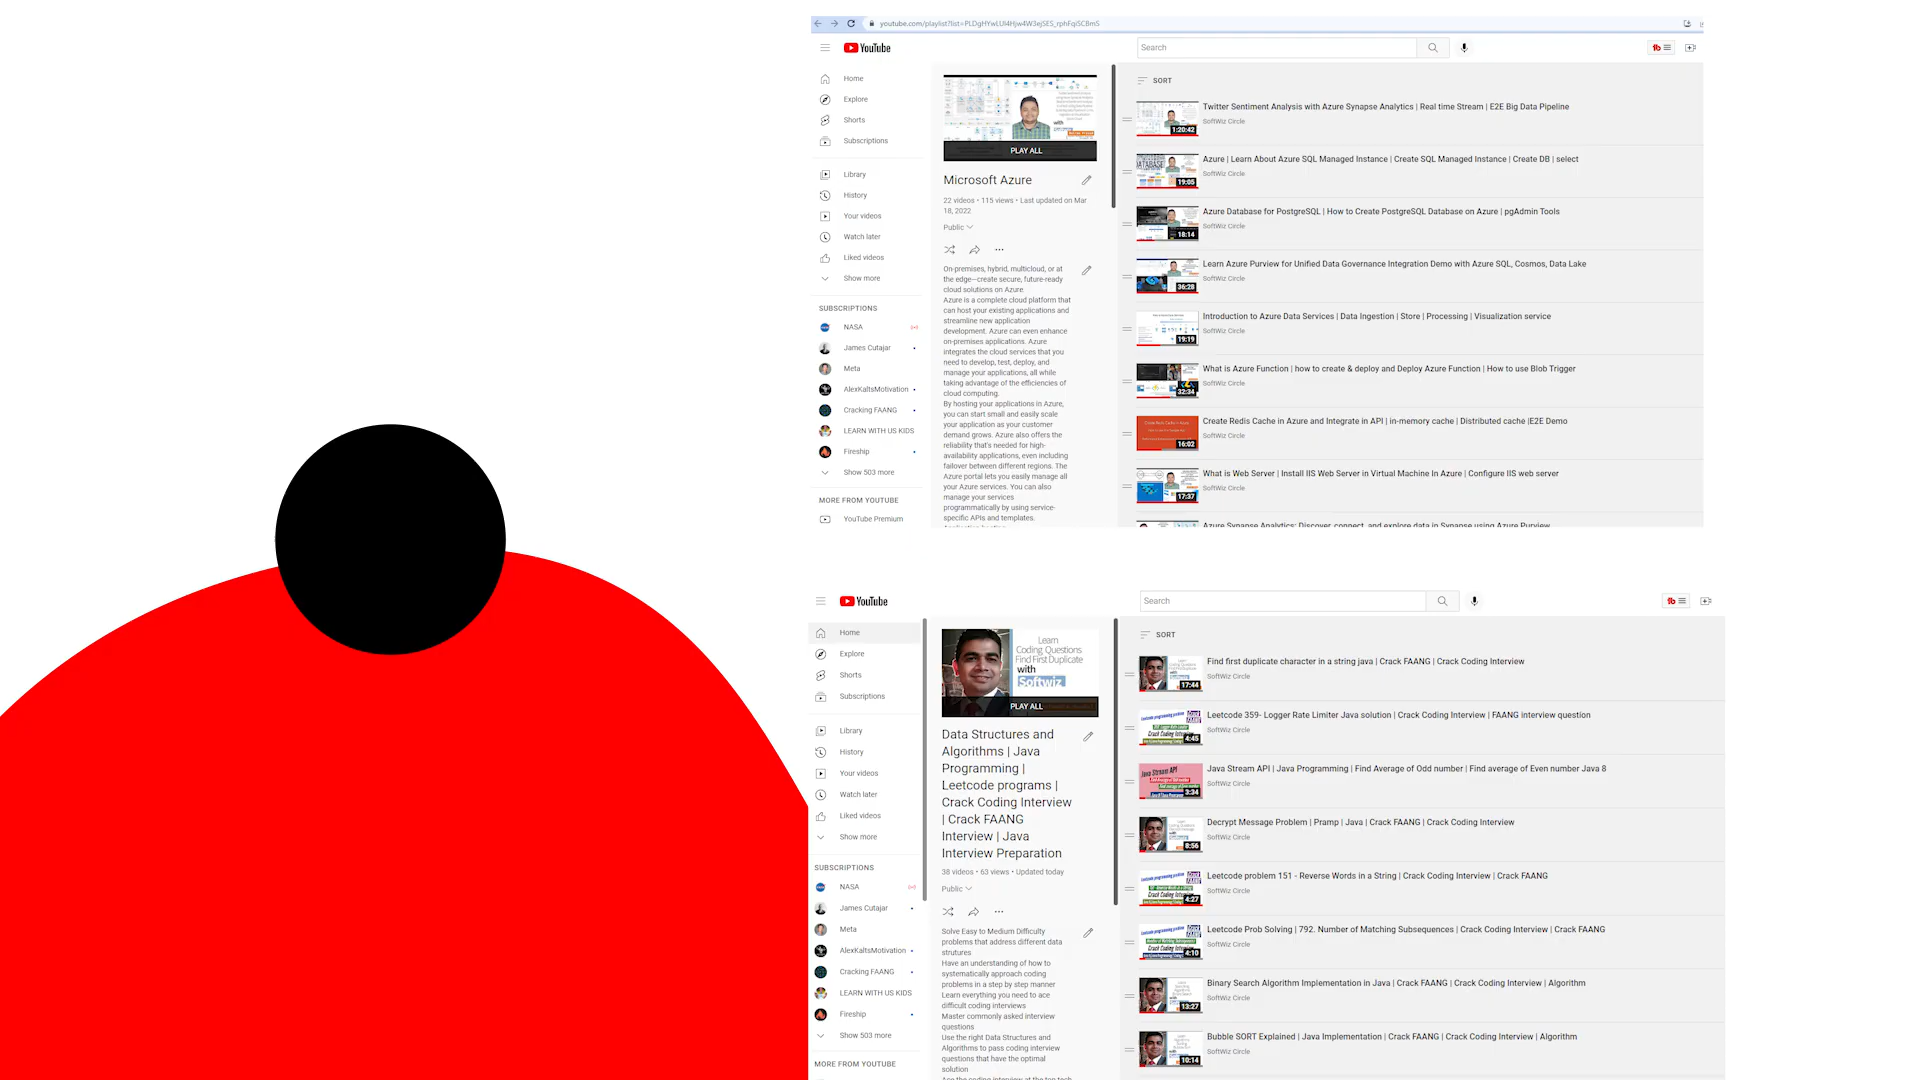 youtube.com/playlist?list=PLDgHYwLUl4Hjw4W3ejSES_rphFqiSCBmS
YouTube
Search
Home
Explore
Shorts
Subscriptions
Library
History
Your videos
Watch later
Liked videos
Show more
SUBSCRIPTIONS
NASA
James Cutajar
Meta
AlexKaltsMotivation
Cracking FAANG
LEARN WITH US KIDS
Fireship
Show 503 more
MORE FROM YOUTUBE
YouTube Premium
with
PLAY ALL
Microsoft Azure
22 videos • 115 views • Last updated on Mar
18, 2022
Public
On-premises, hybrid, multicloud, or at
the edge—create secure, future-ready
cloud solutions on Azure
Azure is a complete cloud platform that
can host your existing applications and
streamline new application
development. Azure can even enhance
on-premises applications. Azure
integrates the cloud services that you
need to develop, test, deploy, and
manage your applications, all while
taking advantage of the efficiencies of
cloud computing.
By hosting your applications in Azure,
you can start small and easily scale
your application as your customer
demand grows. Azure also offers the
reliability that's needed for high-
availability applications, even including
failover between different regions. The
Azure portal lets you easily manage all
your Azure services. You can also
manage your services
programmatically by using service-
specific APIs and templates.
SORT
Twitter Sentiment Analysis with Azure Synapse Analytics | Real time Stream | E2E Big Data Pipeline
SoftWiz Circle
1:20:42
Azure | Learn About Azure SQL Managed Instance | Create SQL Managed Instance | Create DB | select
SoftWiz Circle
19:05
Azure Database for PostgreSQL | How to Create PostgreSQL Database on Azure | pgAdmin Tools
SoftWiz Circle
18:14
Learn Azure Purview for Unified Data Governance Integration Demo with Azure SQL, Cosmos, Data Lake
SoftWiz Circle
36:28
Introduction to Azure Data Services | Data Ingestion | Store | Processing | Visualization service
SoftWiz Circle
19:19
What is Azure Function | how to create & deploy and Deploy Azure Function | How to use Blob Trigger
SoftWiz Circle
32:34
Create Redis Cache in Azure and Integrate in API | in-memory cache | Distributed cache |E2E Demo
SoftWiz Circle
16:02
What is Web Server | Install IIS Web Server in Virtual Machine In Azure | Configure IIS web server
SoftWiz Circle
17:37
Azure Synapse Analytics: Discover, connect, and explore data in Synapse using Azure Purview
YouTube
Search
Home
Explore
Shorts
Subscriptions
Library
History
Your videos
Watch later
Liked videos
Show more
SUBSCRIPTIONS
NASA
James Cutajar
Meta
AlexKaltsMotivation
Cracking FAANG
LEARN WITH US KIDS
Fireship
Show 503 more
MORE FROM YOUTUBE
Learn
Coding Questions
Find First Duplicate
with
Softwiz
PLAY ALL
Data Structures and
Algorithms | Java
Programming |
Leetcode programs |
Crack Coding Interview
| Crack FAANG
Interview | Java
Interview Preparation
38 videos • 63 views • Updated today
Public
Solve Easy to Medium Difficulty
problems that address different data
strutures
Have an understanding of how to
systematically approach coding
problems in a step by step manner
Learn everything you need to ace
difficult coding interviews
Master commonly asked interview
questions
Use the right Data Structures and
Algorithms to pass coding interview
questions that have the optimal
solution
Ace the coding interview at the top tech
SORT
Find first duplicate character in a string java | Crack FAANG | Crack Coding Interview
SoftWiz Circle
17:44
Leetcode 359- Logger Rate Limiter Java solution | Crack Coding Interview | FAANG interview question
SoftWiz Circle
4:45
Java Stream API | Java Programming | Find Average of Odd number | Find average of Even number Java 8
SoftWiz Circle
Java Stream API
3:34
Decrypt Message Problem | Pramp | Java | Crack FAANG | Crack Coding Interview
SoftWiz Circle
8:56
Leetcode problem 151 - Reverse Words in a String | Crack Coding Interview | Crack FAANG
SoftWiz Circle
4:27
Leetcode Prob Solving | 792. Number of Matching Subsequences | Crack Coding Interview | Crack FAANG
SoftWiz Circle
4:10
Binary Search Algorithm Implementation in Java | Crack FAANG | Crack Coding Interview | Algorithm
SoftWiz Circle
13:27
Bubble SORT Explained | Java Implementation | Crack FAANG | Crack Coding Interview | Algorithm
SoftWiz Circle
10:14